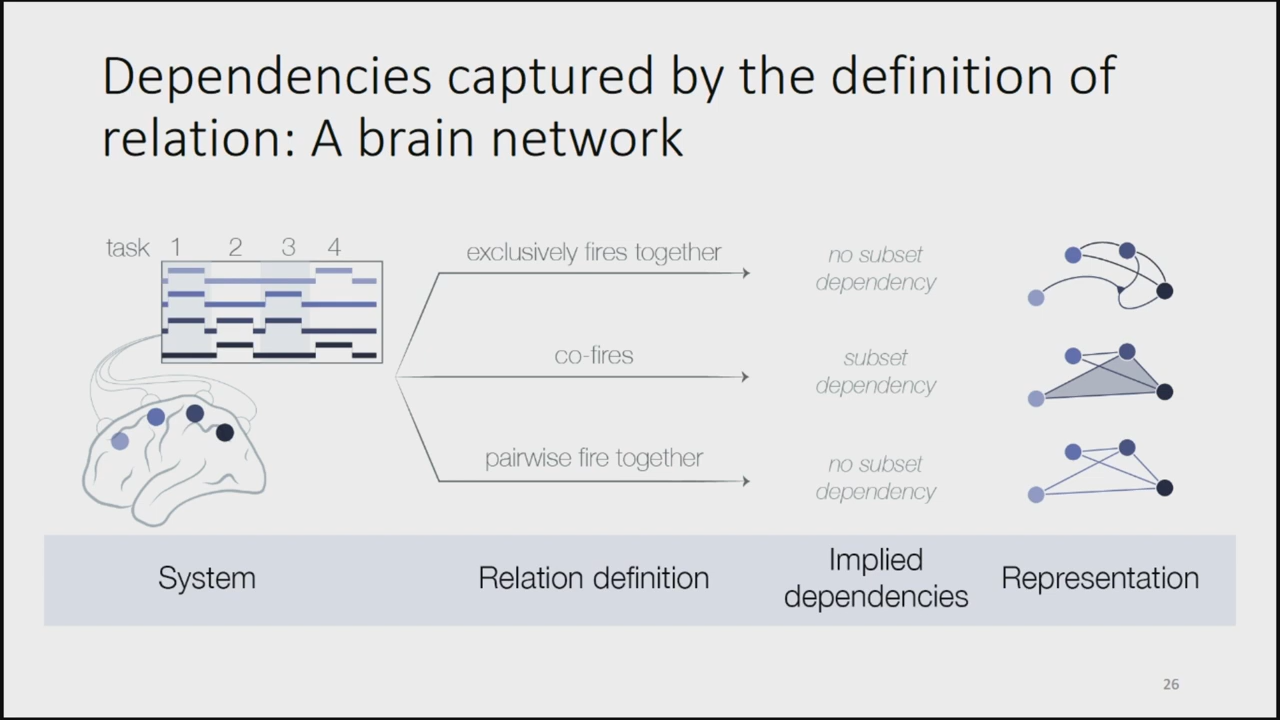 Dependencies captured by the definition of
relation: A brain network
task 1 2 3 4
exclusively fires together
no subset
dependency
co-fires
subset
dependency
pairwise fire together
no subset
dependency
System
Relation definition
Implied
dependencies
Representation
26